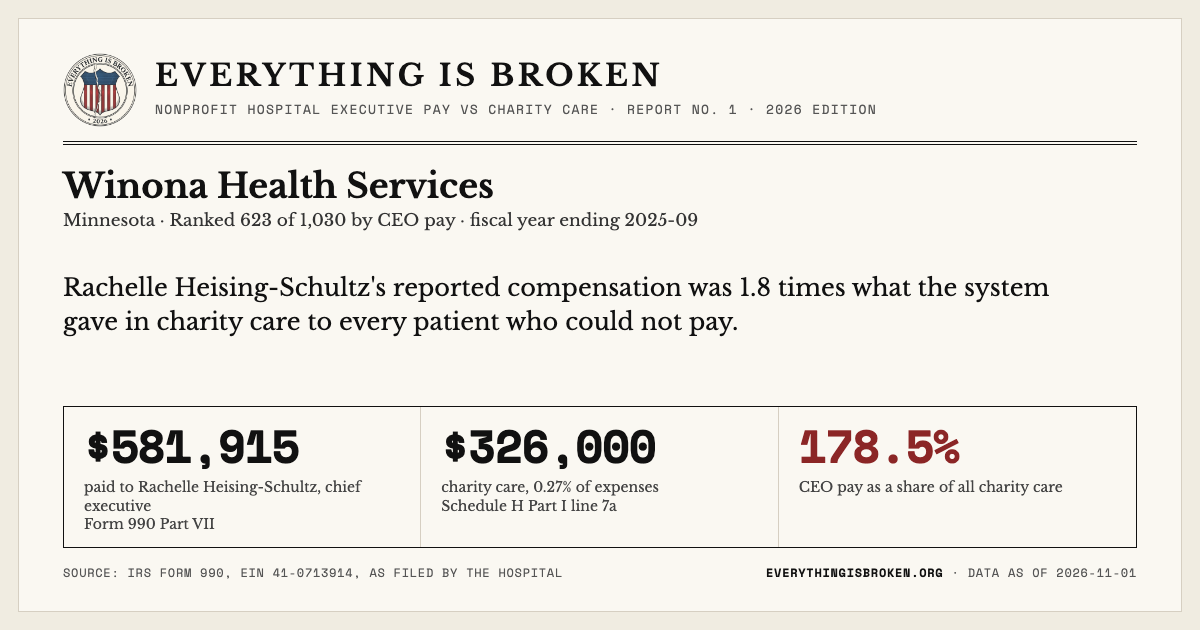 EVERYTHING IS BROKEN
· 2026 ·
EVERYTHING IS BROKEN
NONPROFIT HOSPITAL EXECUTIVE PAY VS CHARITY CARE · REPORT NO. 1 · 2026 EDITION
Winona Health Services
Minnesota · Ranked 623 of 1,030 by CEO pay · fiscal year ending 2025-09
Rachelle Heising-Schultz's reported compensation was 1.8 times what the system
gave in charity care to every patient who could not pay.
$581,915
paid to Rachelle Heising-Schultz, chief
executive
Form 990 Part VII
$326,000
charity care, 0.27% of expenses
Schedule H Part I line 7a
178.5%
CEO pay as a share of all charity care
SOURCE: IRS FORM 990, EIN 41-0713914, AS FILED BY THE HOSPITAL
EVERYTHINGISBROKEN.ORG · DATA AS OF 2026-11-01